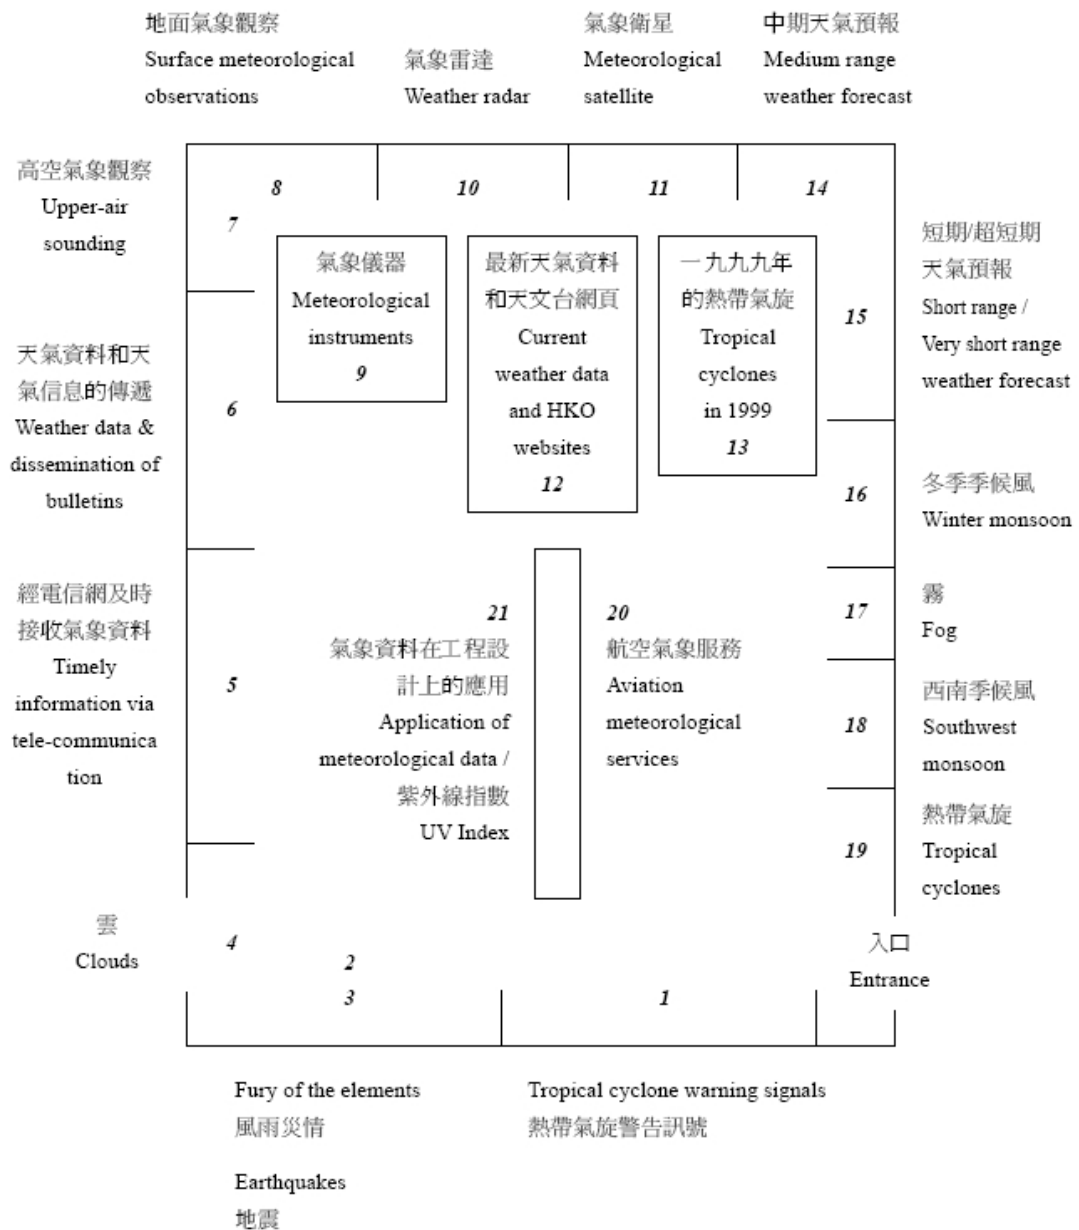 地面氣象觀察
Surface meteorological
observations
氣象雷達
Weather radar
氣象衛星
Meteorological
satellite
中期天氣預報
Medium range
weather forecast
高空氣象觀察
Upper-air
sounding
8
10
11
14
7
氣象儀器
Meteorological
instruments
9
最新天氣資料
和天文台網頁
Current
weather data
and HKO
websites
12
一九九九年
的熱帶氣旋
Tropical
cyclones
in 1999
13
15
短期/超短期
天氣預報
Short range /
Very short range
weather forecast
天氣資料和天
氣信息的傳遞
Weather data &
dissemination of
bulletins
6
16
冬季季候風
Winter monsoon
經電信網及時
接收氣象資料
Timely
information via
tele-communica
tion
5
21
氣象資料在工程設
計上的應用
Application of
meteorological data /
紫外線指數
UV Index
20
航空氣象服務
Aviation
meteorological
services
17
霧
Fog
18
西南季候風
Southwest
monsoon
19
熱帶氣旋
Tropical
cyclones
雲
Clouds
4
2
3
1
入口
Entrance
Fury of the elements
風雨災情
Earthquakes
地震
Tropical cyclone warning signals
熱帶氣旋警告訊號